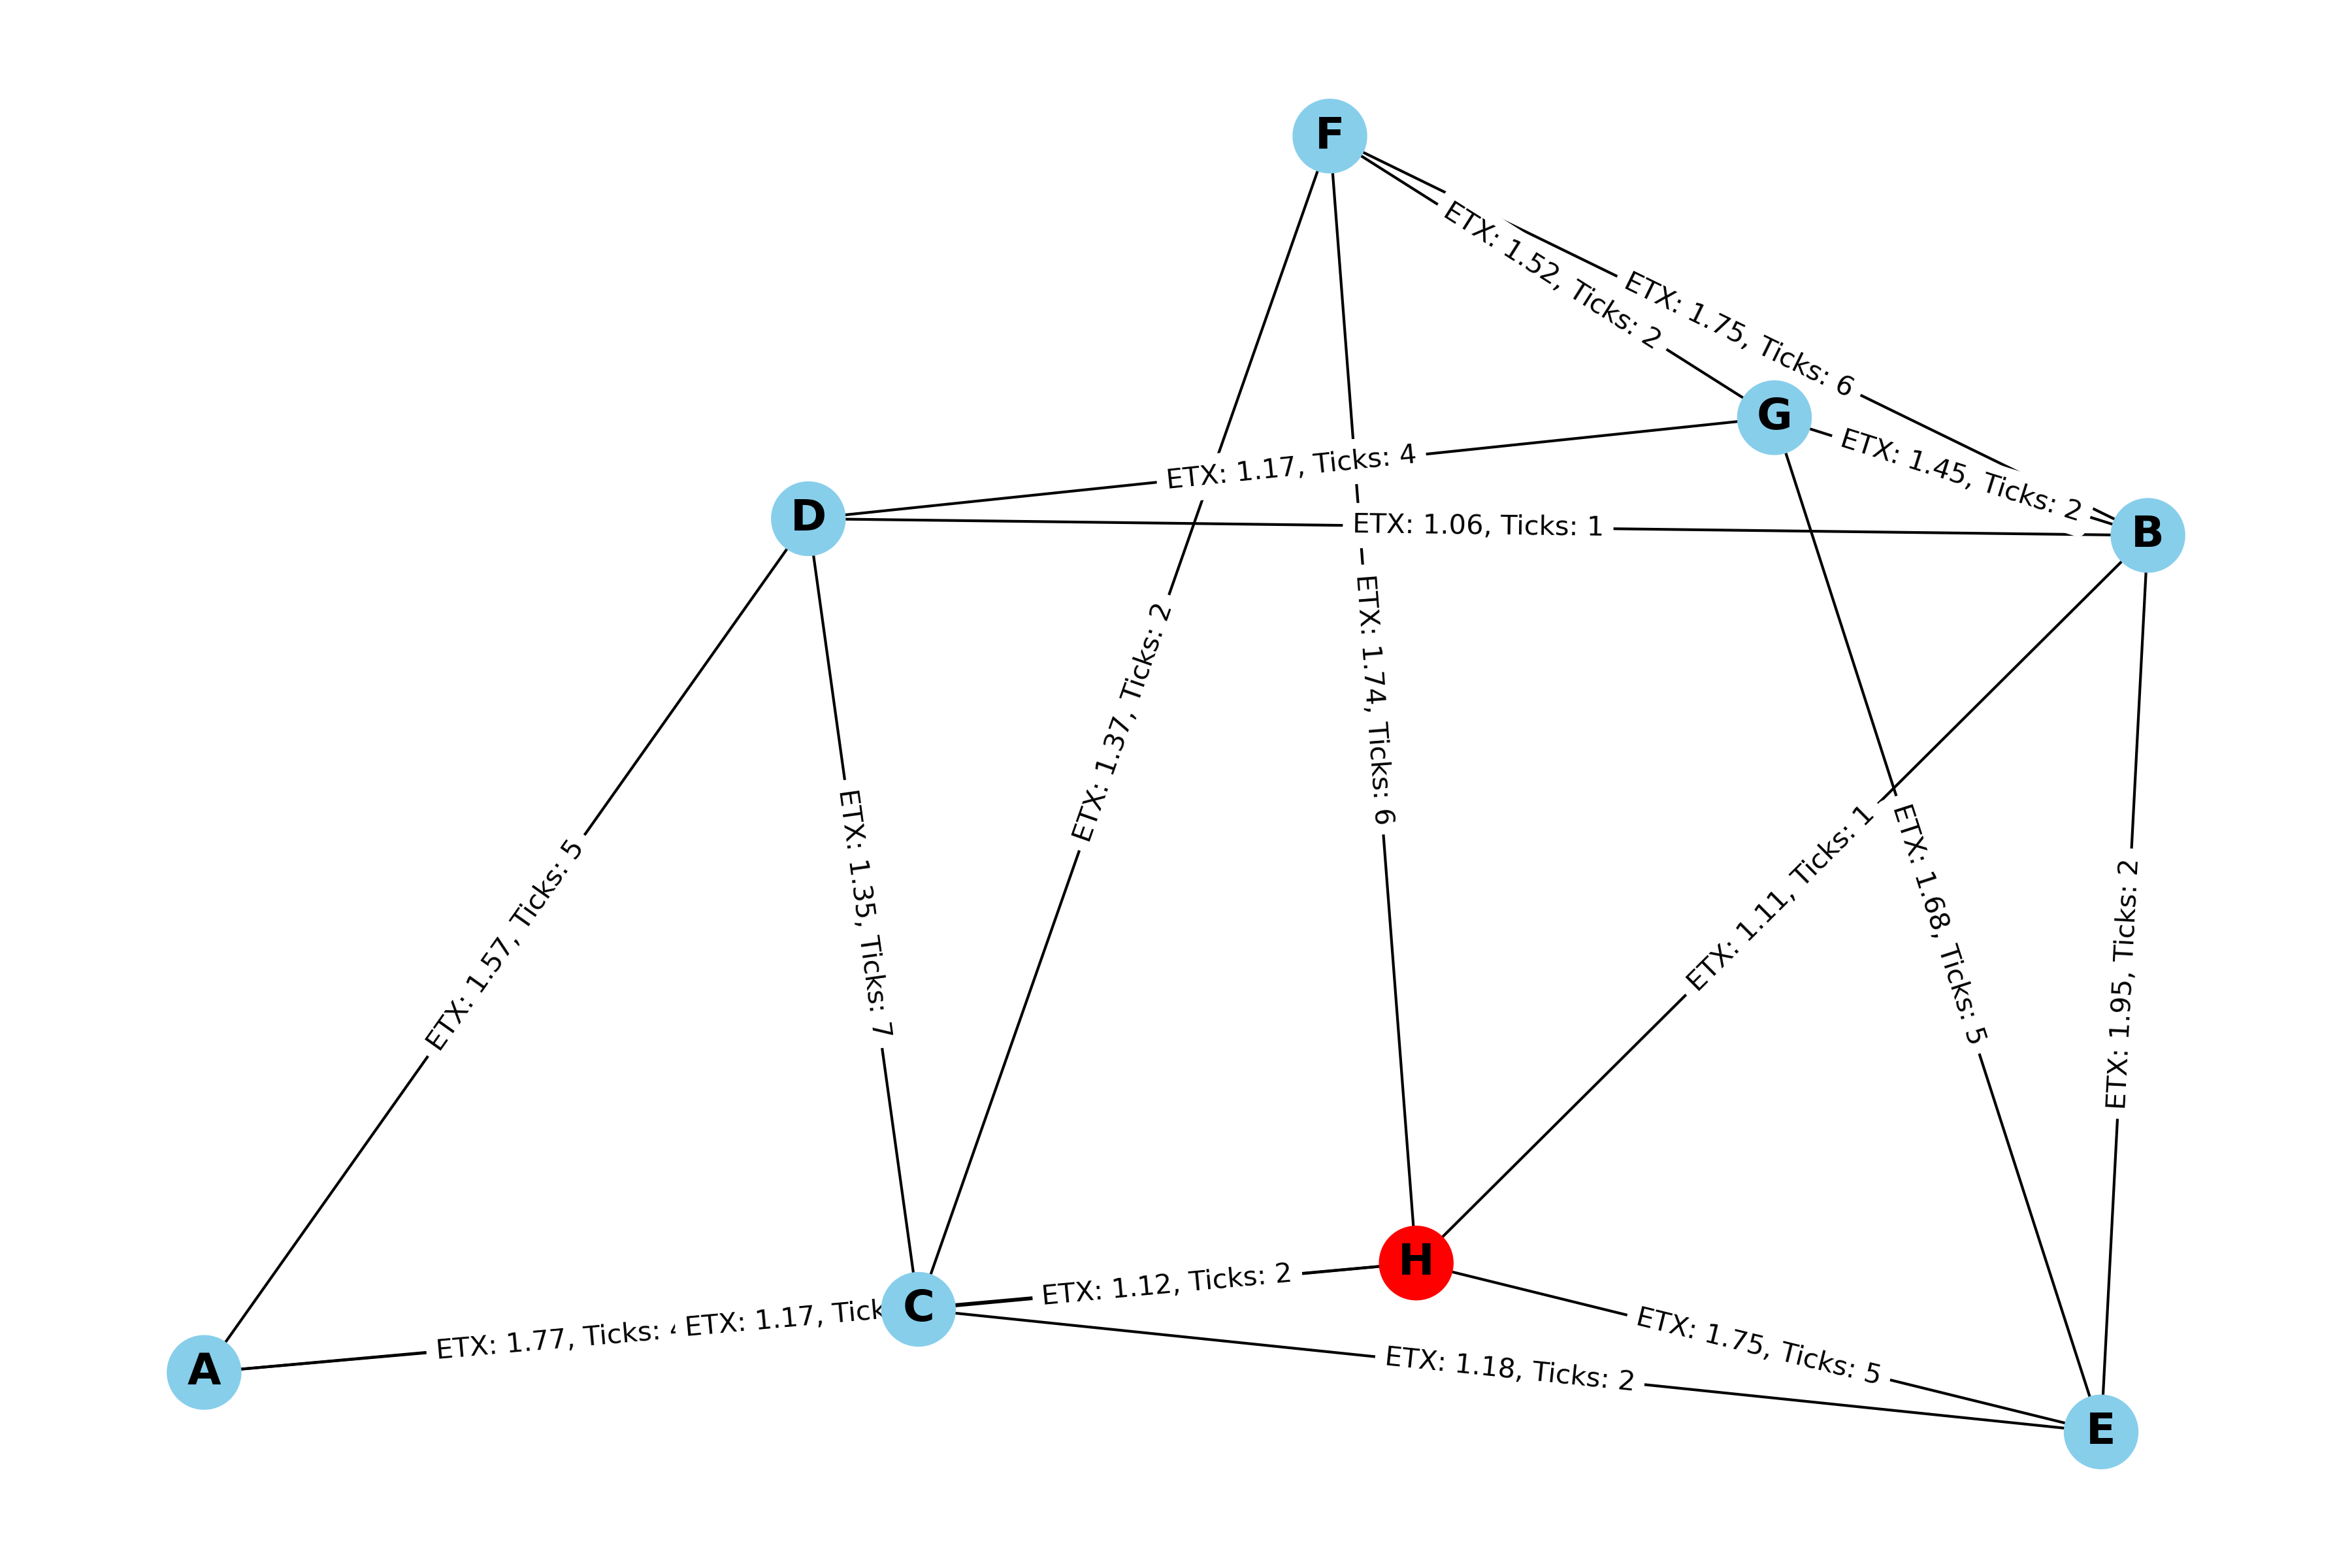 F
ETX: 1.52, Ticks: 2
ETX: 1.75, Ticks: 6
G
ETX: 1.45, Ticks: 2
ETX: 1.17, Ticks: 4
D
ETX: 1.06, Ticks: 1
B
ETX: 1.37, Ticks: 2
ETX: 1.74, Ticks: 6
ETX: 1.35, Ticks: 7
ETX: 1.57, Ticks: 5
ETX: 1.11, Ticks: 1
ETX: 1.68, Ticks: 5
ETX: 1.95, Ticks: 2
H
ETX: 1.12, Ticks: 2
C
ETX: 1.77, Ticks:
ETX: 1.17,
ETX: 1.75, Ticks: 5
ETX: 1.18, Ticks: 2
A
E